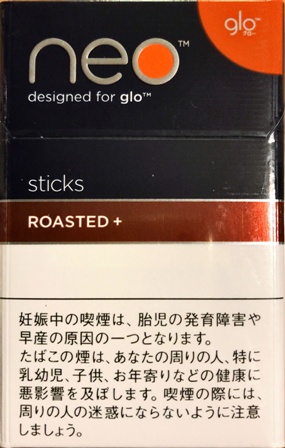 glo™
グロー
neo™
designed for glo™
sticks
ROASTED +
妊娠中の喫煙は、胎児の発育障害や
早産の原因の一つとなります。
たばこの煙は、あなたの周りの人、特に
乳幼児、子供、お年寄りなどの健康に
悪影響を及ぼします。喫煙の際には、
周りの人の迷惑にならないように注意
しましょう。